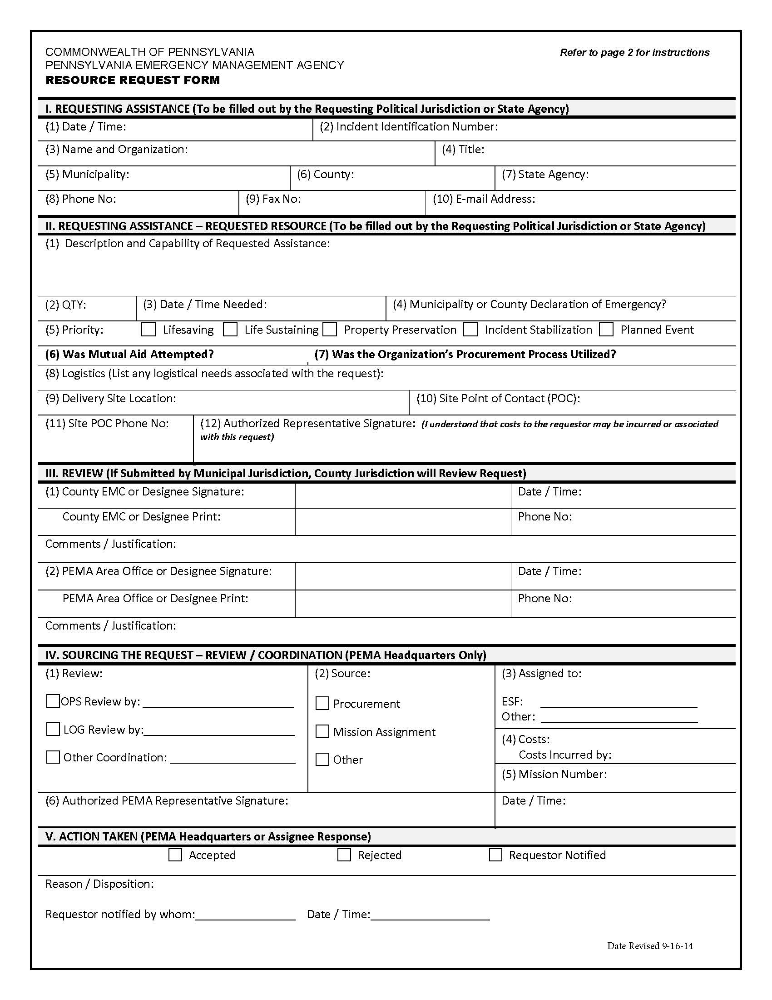 COMMONWEALTH OF PENNSYLVANIA
Refer to page 2 for instructions
PENNSYLVANIA EMERGENCY MANAGEMENT AGENCY
RESOURCE REQUEST FORM
I. REQUESTING ASSISTANCE (To be filled out by the Requesting Political Jurisdiction or State Agency)
(1) Date / Time: (2) Incident Identification Number:
(3) Name and Organization: (4) Title:
(5) Municipality: (6) County: (7) State Agency:
(8) Phone No: (9) Fax No: (10) E-mail Address:
II. REQUESTING ASSISTANCE – REQUESTED RESOURCE (To be filled out by the Requesting Political Jurisdiction or State Agency)
(1) Description and Capability of Requested Assistance:
(2) QTY: (3) Date / Time Needed: (4) Municipality or County Declaration of Emergency?
(5) Priority: Lifesaving Life Sustaining Property Preservation Incident Stabilization Planned Event
(6) Was Mutual Aid Attempted? (7) Was the Organization’s Procurement Process Utilized?
(8) Logistics (List any logistical needs associated with the request):
(9) Delivery Site Location: (10) Site Point of Contact (POC):
(11) Site POC Phone No: (12) Authorized Representative Signature: (I understand that costs to the requestor may be incurred or associated
with this request)
III. REVIEW (If Submitted by Municipal Jurisdiction, County Jurisdiction will Review Request)
(1) County EMC or Designee Signature: Date / Time:
County EMC or Designee Print: Phone No:
Comments / Justification:
(2) PEMA Area Office or Designee Signature: Date / Time:
PEMA Area Office or Designee Print: Phone No:
Comments / Justification:
IV. SOURCING THE REQUEST – REVIEW / COORDINATION (PEMA Headquarters Only)
(1) Review:
OPS Review by:
LOG Review by:
Other Coordination:
(2) Source:
Procurement
Mission Assignment
Other
(3) Assigned to:
ESF:
Other:
(4) Costs:
Costs Incurred by:
(5) Mission Number:
(6) Authorized PEMA Representative Signature: Date / Time:
V. ACTION TAKEN (PEMA Headquarters or Assignee Response)
Accepted Rejected Requestor Notified
Reason / Disposition:
Requestor notified by whom: Date / Time:
Date Revised 9-16-14